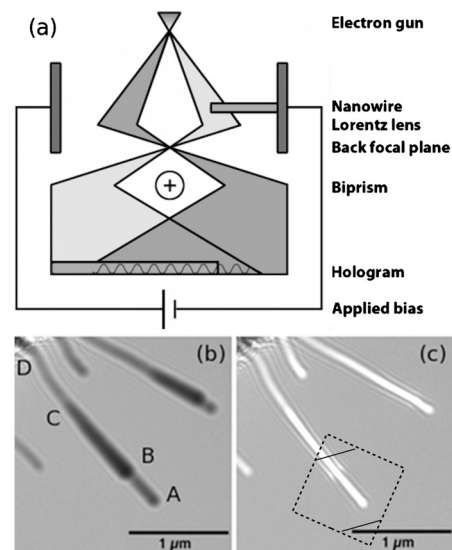 (a)
Electron gun
Nanowire
Lorentz lens
Back focal plane
Biprism
+
Hologram
Applied bias
(b)
D
C
B
A
1 µm
(c)
1 µm